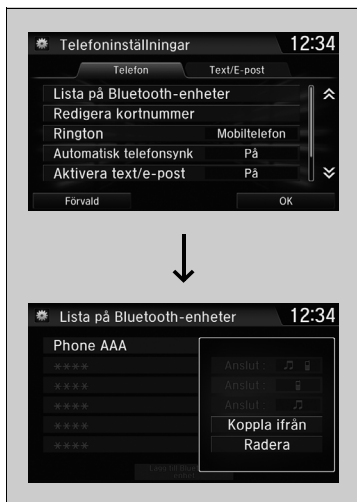 Telefoninställningar 12:34
Telefon Text/E-post
Lista på Bluetooth-enheter
Redigera kortnummer
Rington Mobiltelefon
Automatisk telefonsynk På
Aktivera text/e-post På
Förvald OK
Lista på Bluetooth-enheter 12:34
Phone AAA
**** Anslut :
**** Anslut :
**** Anslut :
**** Koppla ifrån
**** Radera